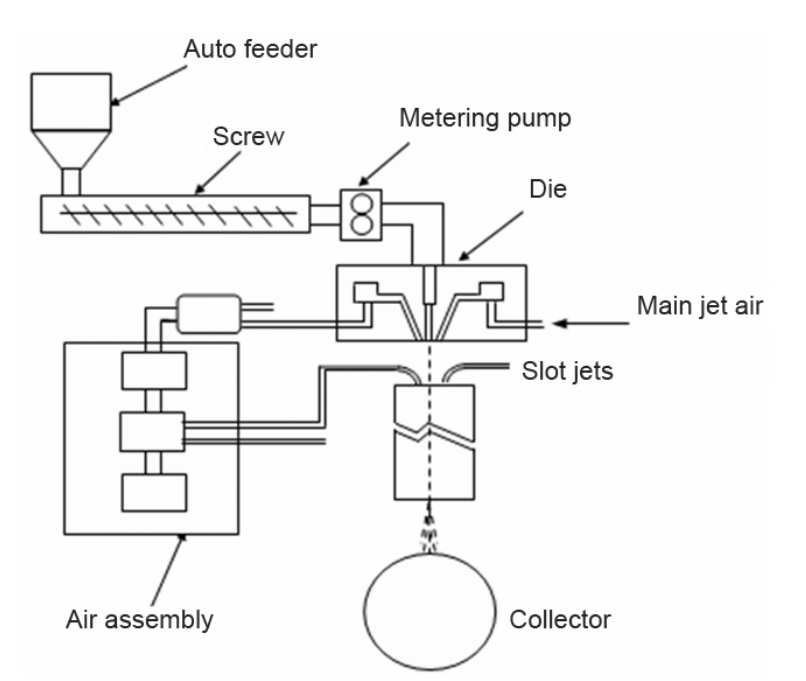 Auto feeder
Screw
Metering pump
Die
Main jet air
Slot jets
Air assembly
Collector